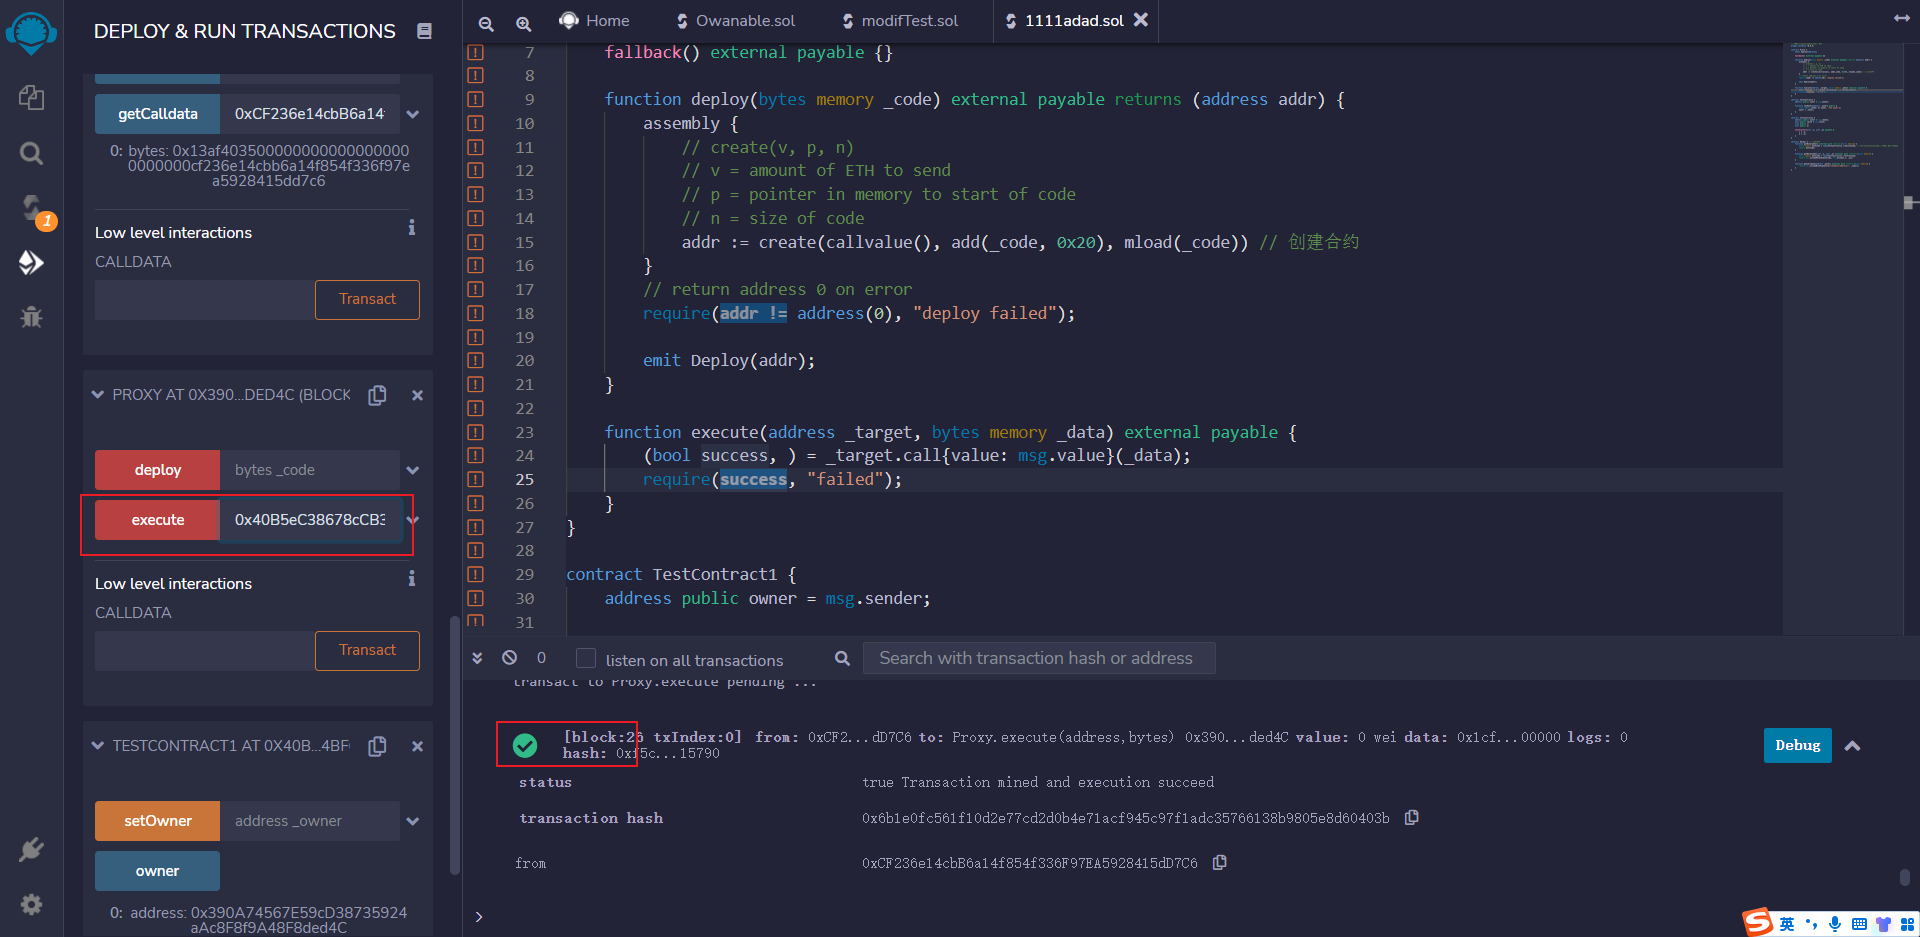 DEPLOY & RUN TRANSACTIONS
getCalldata 0xCF236e14cbB6a14
0: bytes: 0x13af40350000000000000000
0000000cf236e14cbb6a14f854f336f97e
a5928415dd7c6
Low level interactions
CALLDATA
Transact
PROXY AT 0X390...DED4C (BLOCK
deploy bytes _code
execute 0x40B5eC38678cCB3
Low level interactions
CALLDATA
Transact
TESTCONTRACT1 AT 0X40B...4BF
setOwner address _owner
owner
0: address: 0x390A74567E59cD38735924
aAc8F8f9A48F8ded4C
Home Owanable.sol modifTest.sol 1111adad.sol
7 fallback() external payable {}
8
9 function deploy(bytes memory _code) external payable returns (address addr) {
10 assembly {
11 // create(v, p, n)
12 // v = amount of ETH to send
13 // p = pointer in memory to start of code
14 // n = size of code
15 addr := create(callvalue(), add(_code, 0x20), mload(_code)) // 创建合约
16 }
17 // return address 0 on error
18 require(addr != address(0), "deploy failed");
19
20 emit Deploy(addr);
21 }
22
23 function execute(address _target, bytes memory _data) external payable {
24 (bool success, ) = _target.call{value: msg.value}(_data);
25 require(success, "failed");
26 }
27 }
28
29 contract TestContract1 {
30 address public owner = msg.sender;
31
0 listen on all transactions Search with transaction hash or address
transact to Proxy.execute pending ...
[block:26 txIndex:0] from: 0xCF2...dD7C6 to: Proxy.execute(address,bytes) 0x390...ded4C value: 0 wei data: 0x1cf...00000 logs: 0
hash: 0xf5c...15790
Debug
status true Transaction mined and execution succeed
transaction hash 0x6b1e0fc561f10d2e77cd2d0b4e71acf945c97f1adc35766138b9805e8d60403b
from 0xCF236e14cbB6a14f854f336F97EA5928415dD7C6
>
1
英